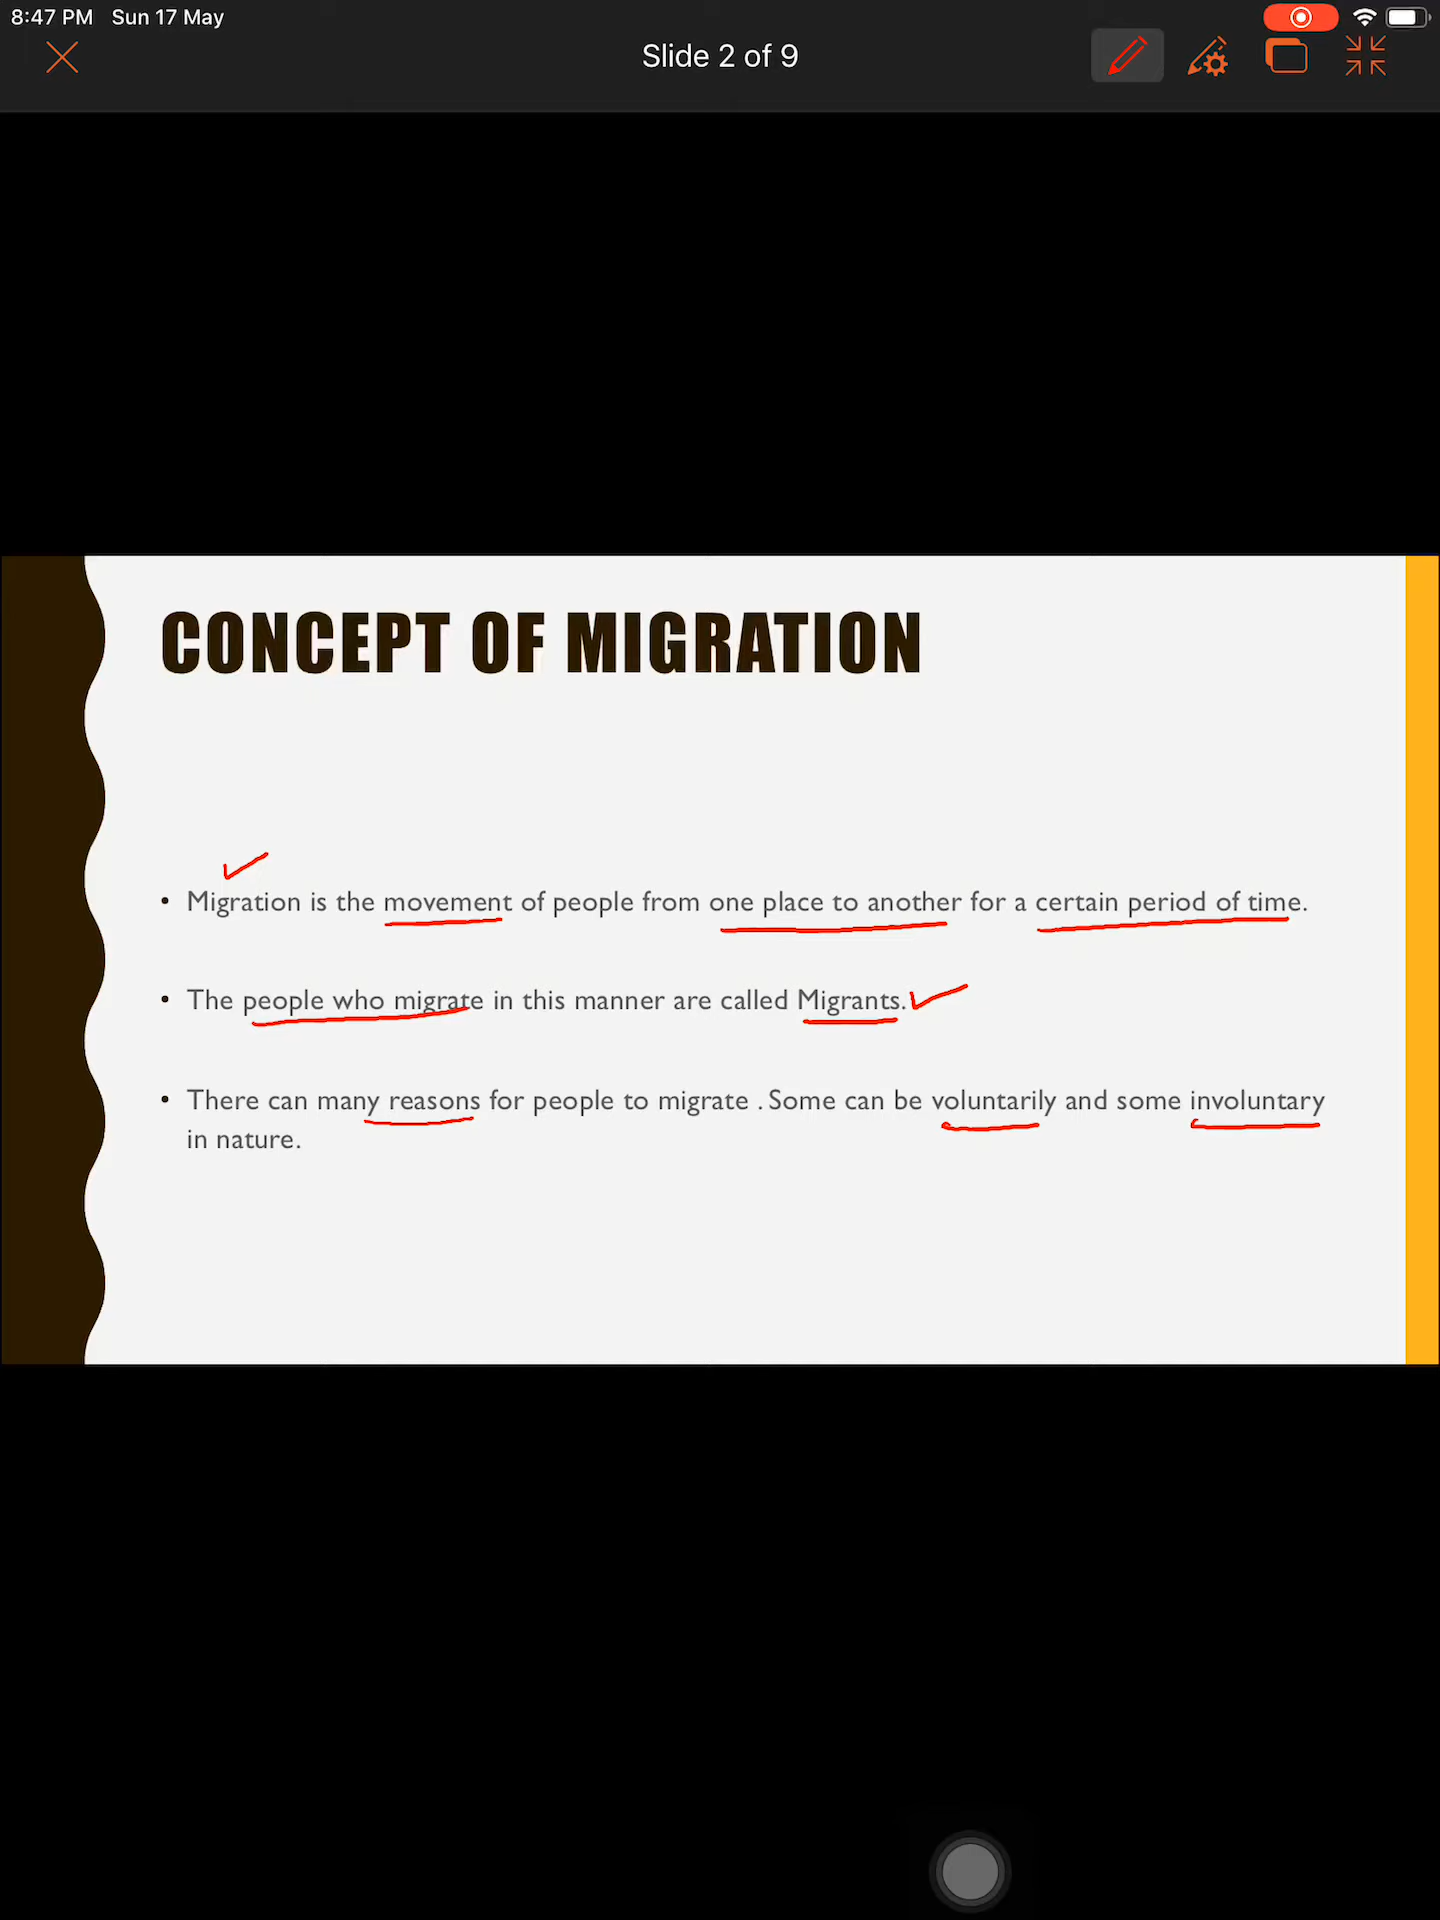 8:47 PM Sun 17 May
Slide 2 of 9
CONCEPT OF MIGRATION
• Migration is the movement of people from one place to another for a certain period of time.
• The people who migrate in this manner are called Migrants.
• There can many reasons for people to migrate . Some can be voluntarily and some involuntary
in nature.